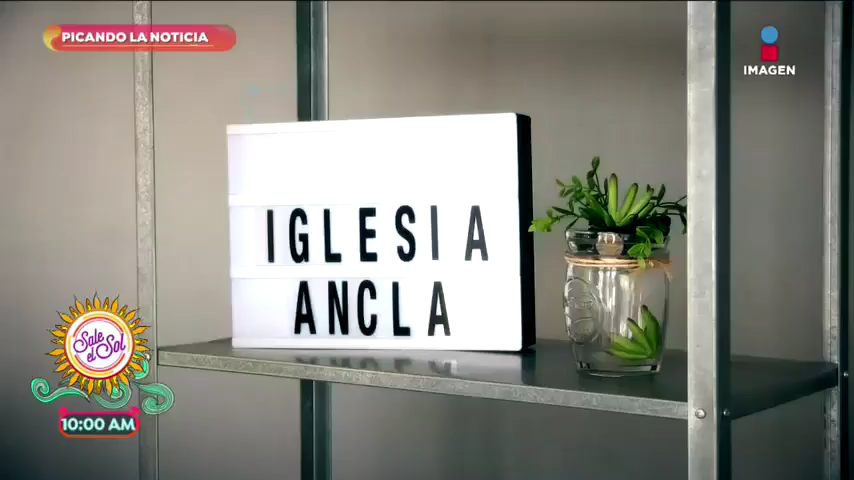 PICANDO LA NOTICIA
IMAGEN
IGLESIA
ANCLA
Sale
el Sol
10:00 AM